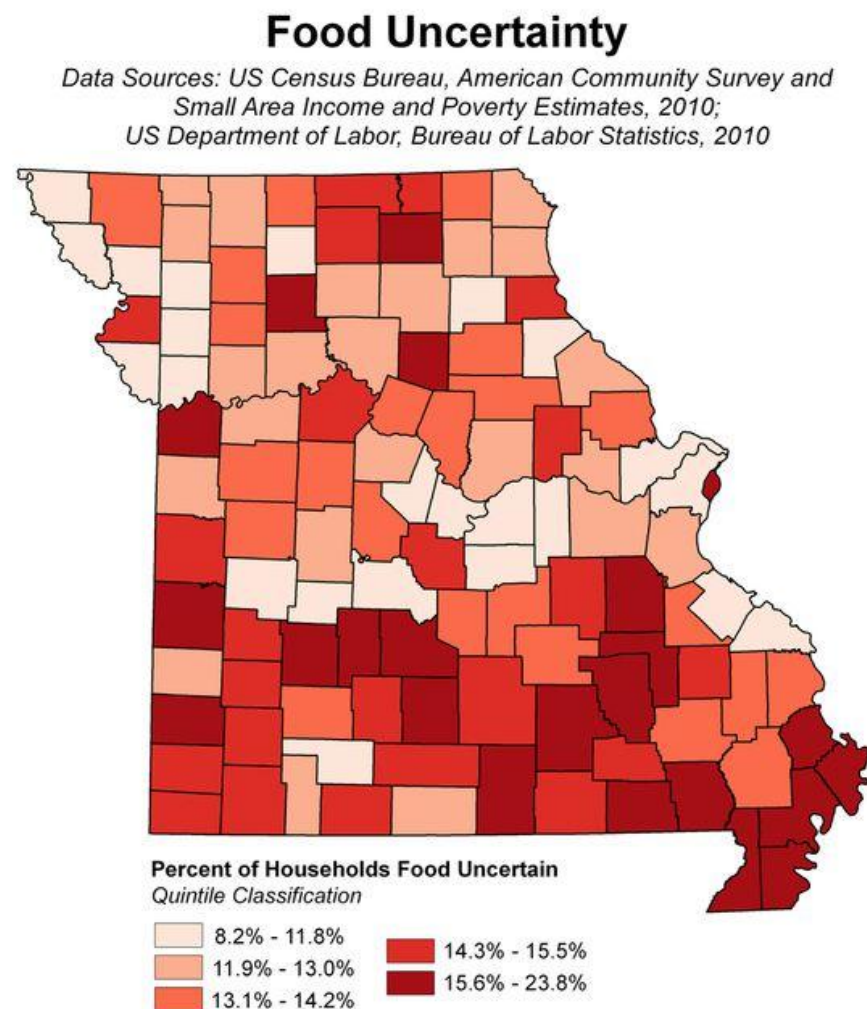 Food Uncertainty
Data Sources: US Census Bureau, American Community Survey and
Small Area Income and Poverty Estimates, 2010;
US Department of Labor, Bureau of Labor Statistics, 2010
Percent of Households Food Uncertain
Quintile Classification
8.2% - 11.8%
11.9% - 13.0%
13.1% - 14.2%
14.3% - 15.5%
15.6% - 23.8%